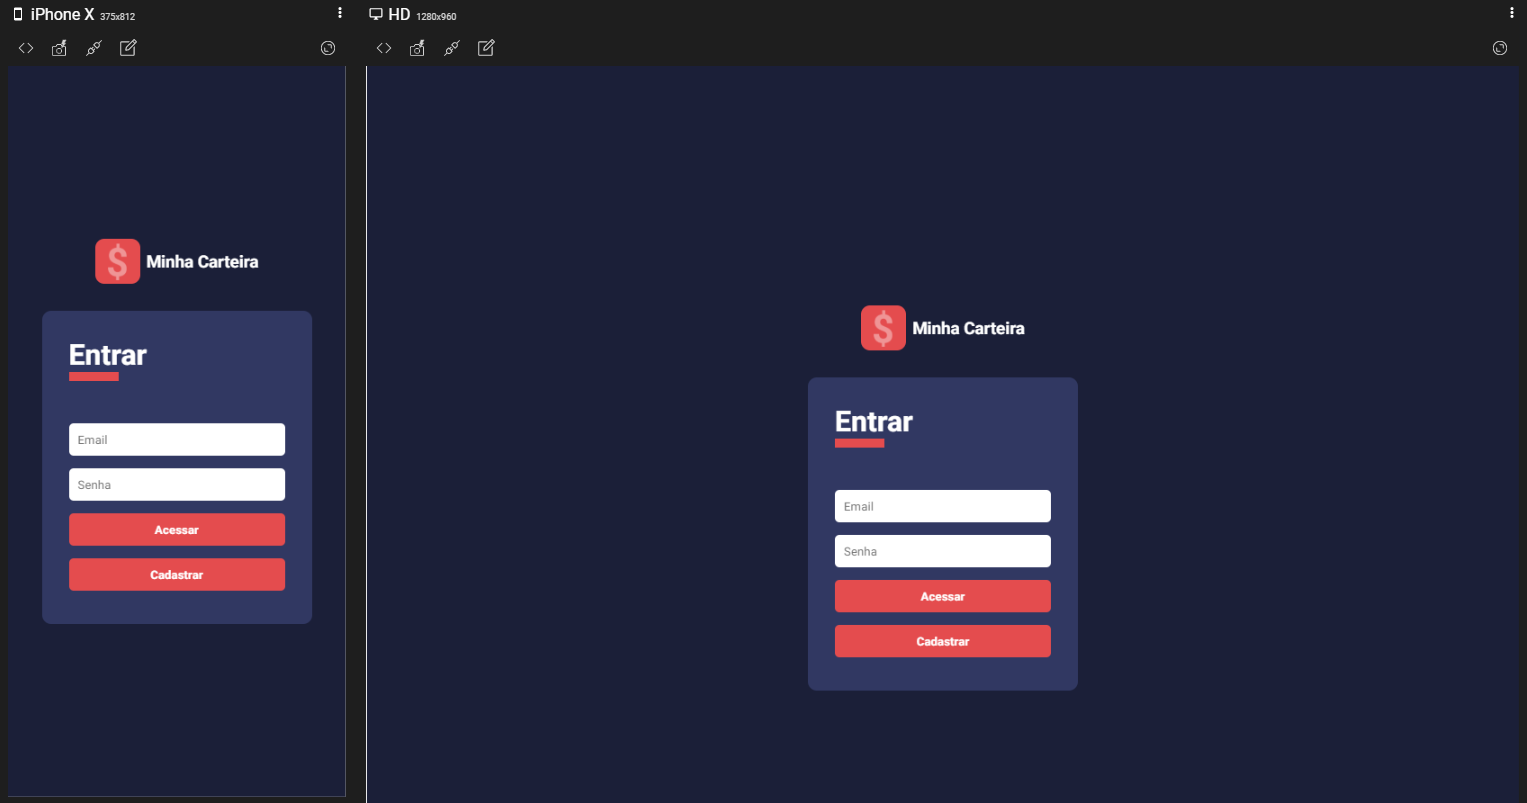 iPhone X 375x812
$ Minha Carteira
Entrar
Email
Senha
Acessar
Cadastrar
HD 1280x960
$ Minha Carteira
Entrar
Email
Senha
Acessar
Cadastrar